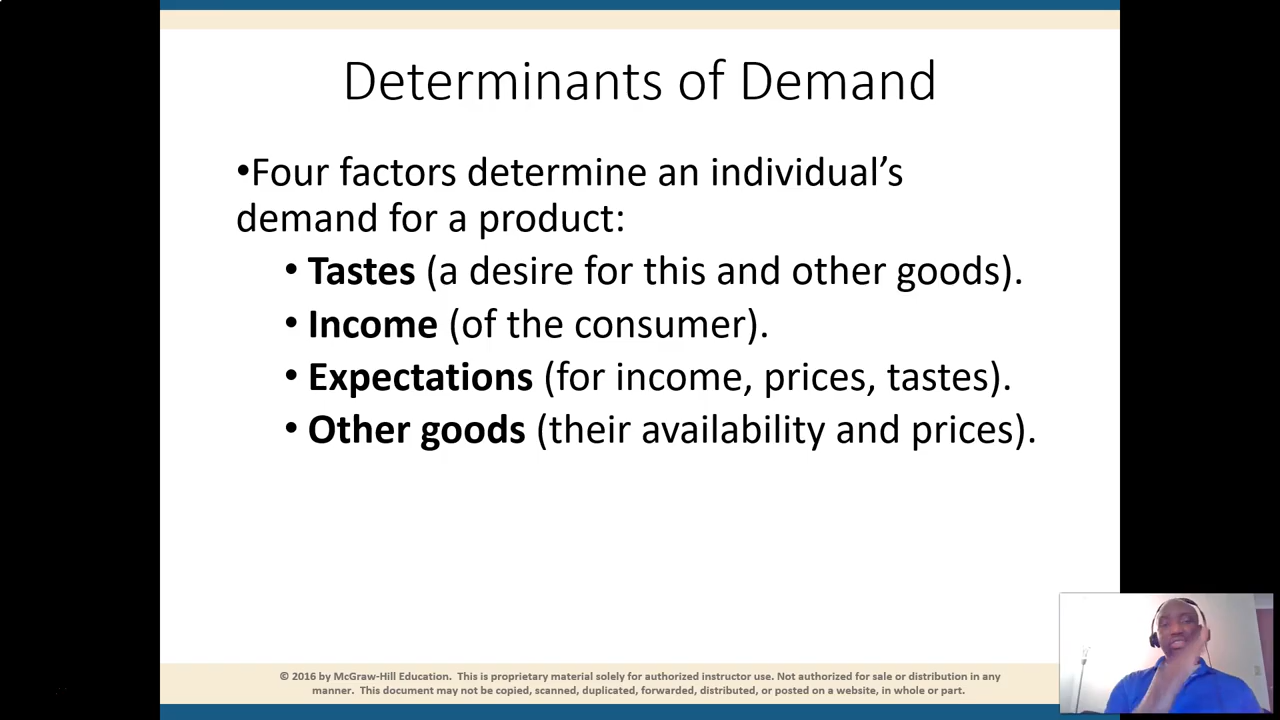 Determinants of Demand
•Four factors determine an individual’s
demand for a product:
• Tastes (a desire for this and other goods).
• Income (of the consumer).
• Expectations (for income, prices, tastes).
• Other goods (their availability and prices).
© 2016 by McGraw-Hill Education. This is proprietary material solely for authorized instructor use. Not authorized for sale or distribution in any
manner. This document may not be copied, scanned, duplicated, forwarded, distributed, or posted on a website, in whole or part.